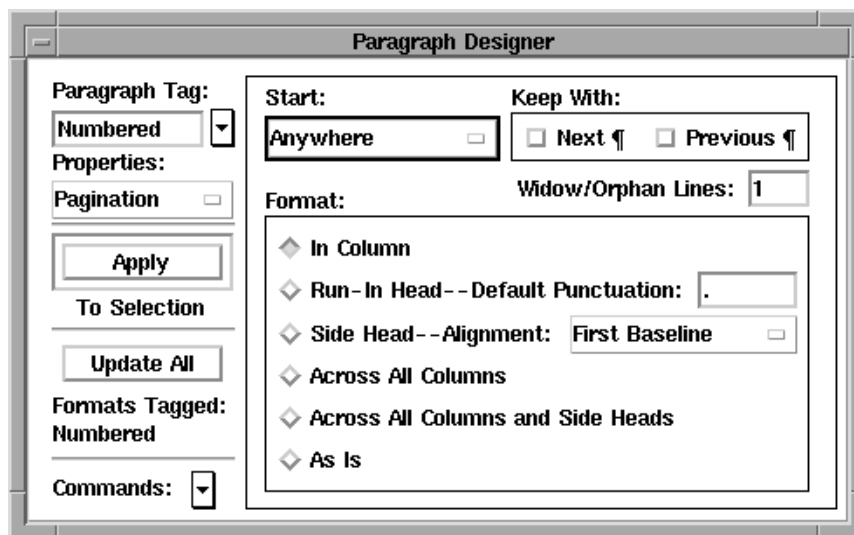 Paragraph Designer
Paragraph Tag:
Numbered
Properties:
Pagination
Apply
To Selection
Update All
Formats Tagged:
Numbered
Commands:
Start:
Anywhere
Keep With:
Next ¶
Previous ¶
Widow/Orphan Lines: 1
Format:
In Column
Run-In Head--Default Punctuation: .
Side Head--Alignment: First Baseline
Across All Columns
Across All Columns and Side Heads
As Is